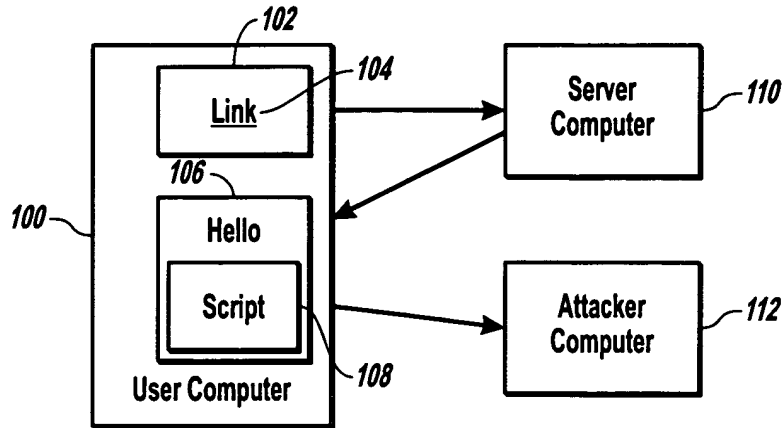 102
104
Link
Server
Computer
110
106
100
Hello
Script
Attacker
Computer
112
108
User Computer